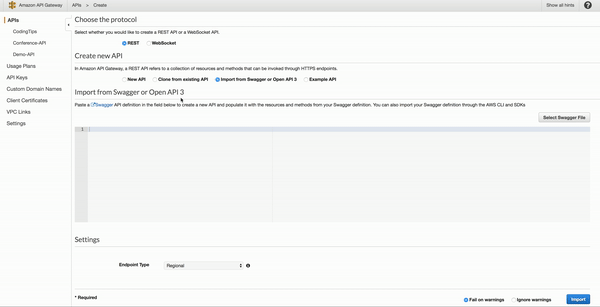 Amazon API Gateway APIs > Create Show all hints ?
APIs
CodingTips
Conference-API
Demo-API
Usage Plans
API Keys
Custom Domain Names
Client Certificates
VPC Links
Settings
Choose the protocol
Select whether you would like to create a REST API or a WebSocket API.
REST WebSocket
Create new API
In Amazon API Gateway, a REST API refers to a collection of resources and methods that can be invoked through HTTPS endpoints.
New API Clone from existing API Import from Swagger or Open API 3 Example API
Import from Swagger or Open API 3
Paste a Swagger API definition in the field below to create a new API and populate it with the resources and methods from your Swagger definition. You can also import your Swagger definition through the AWS CLI and SDKs
Select Swagger File
1
Settings
Endpoint Type Regional
* Required Fail on warnings Ignore warnings Import